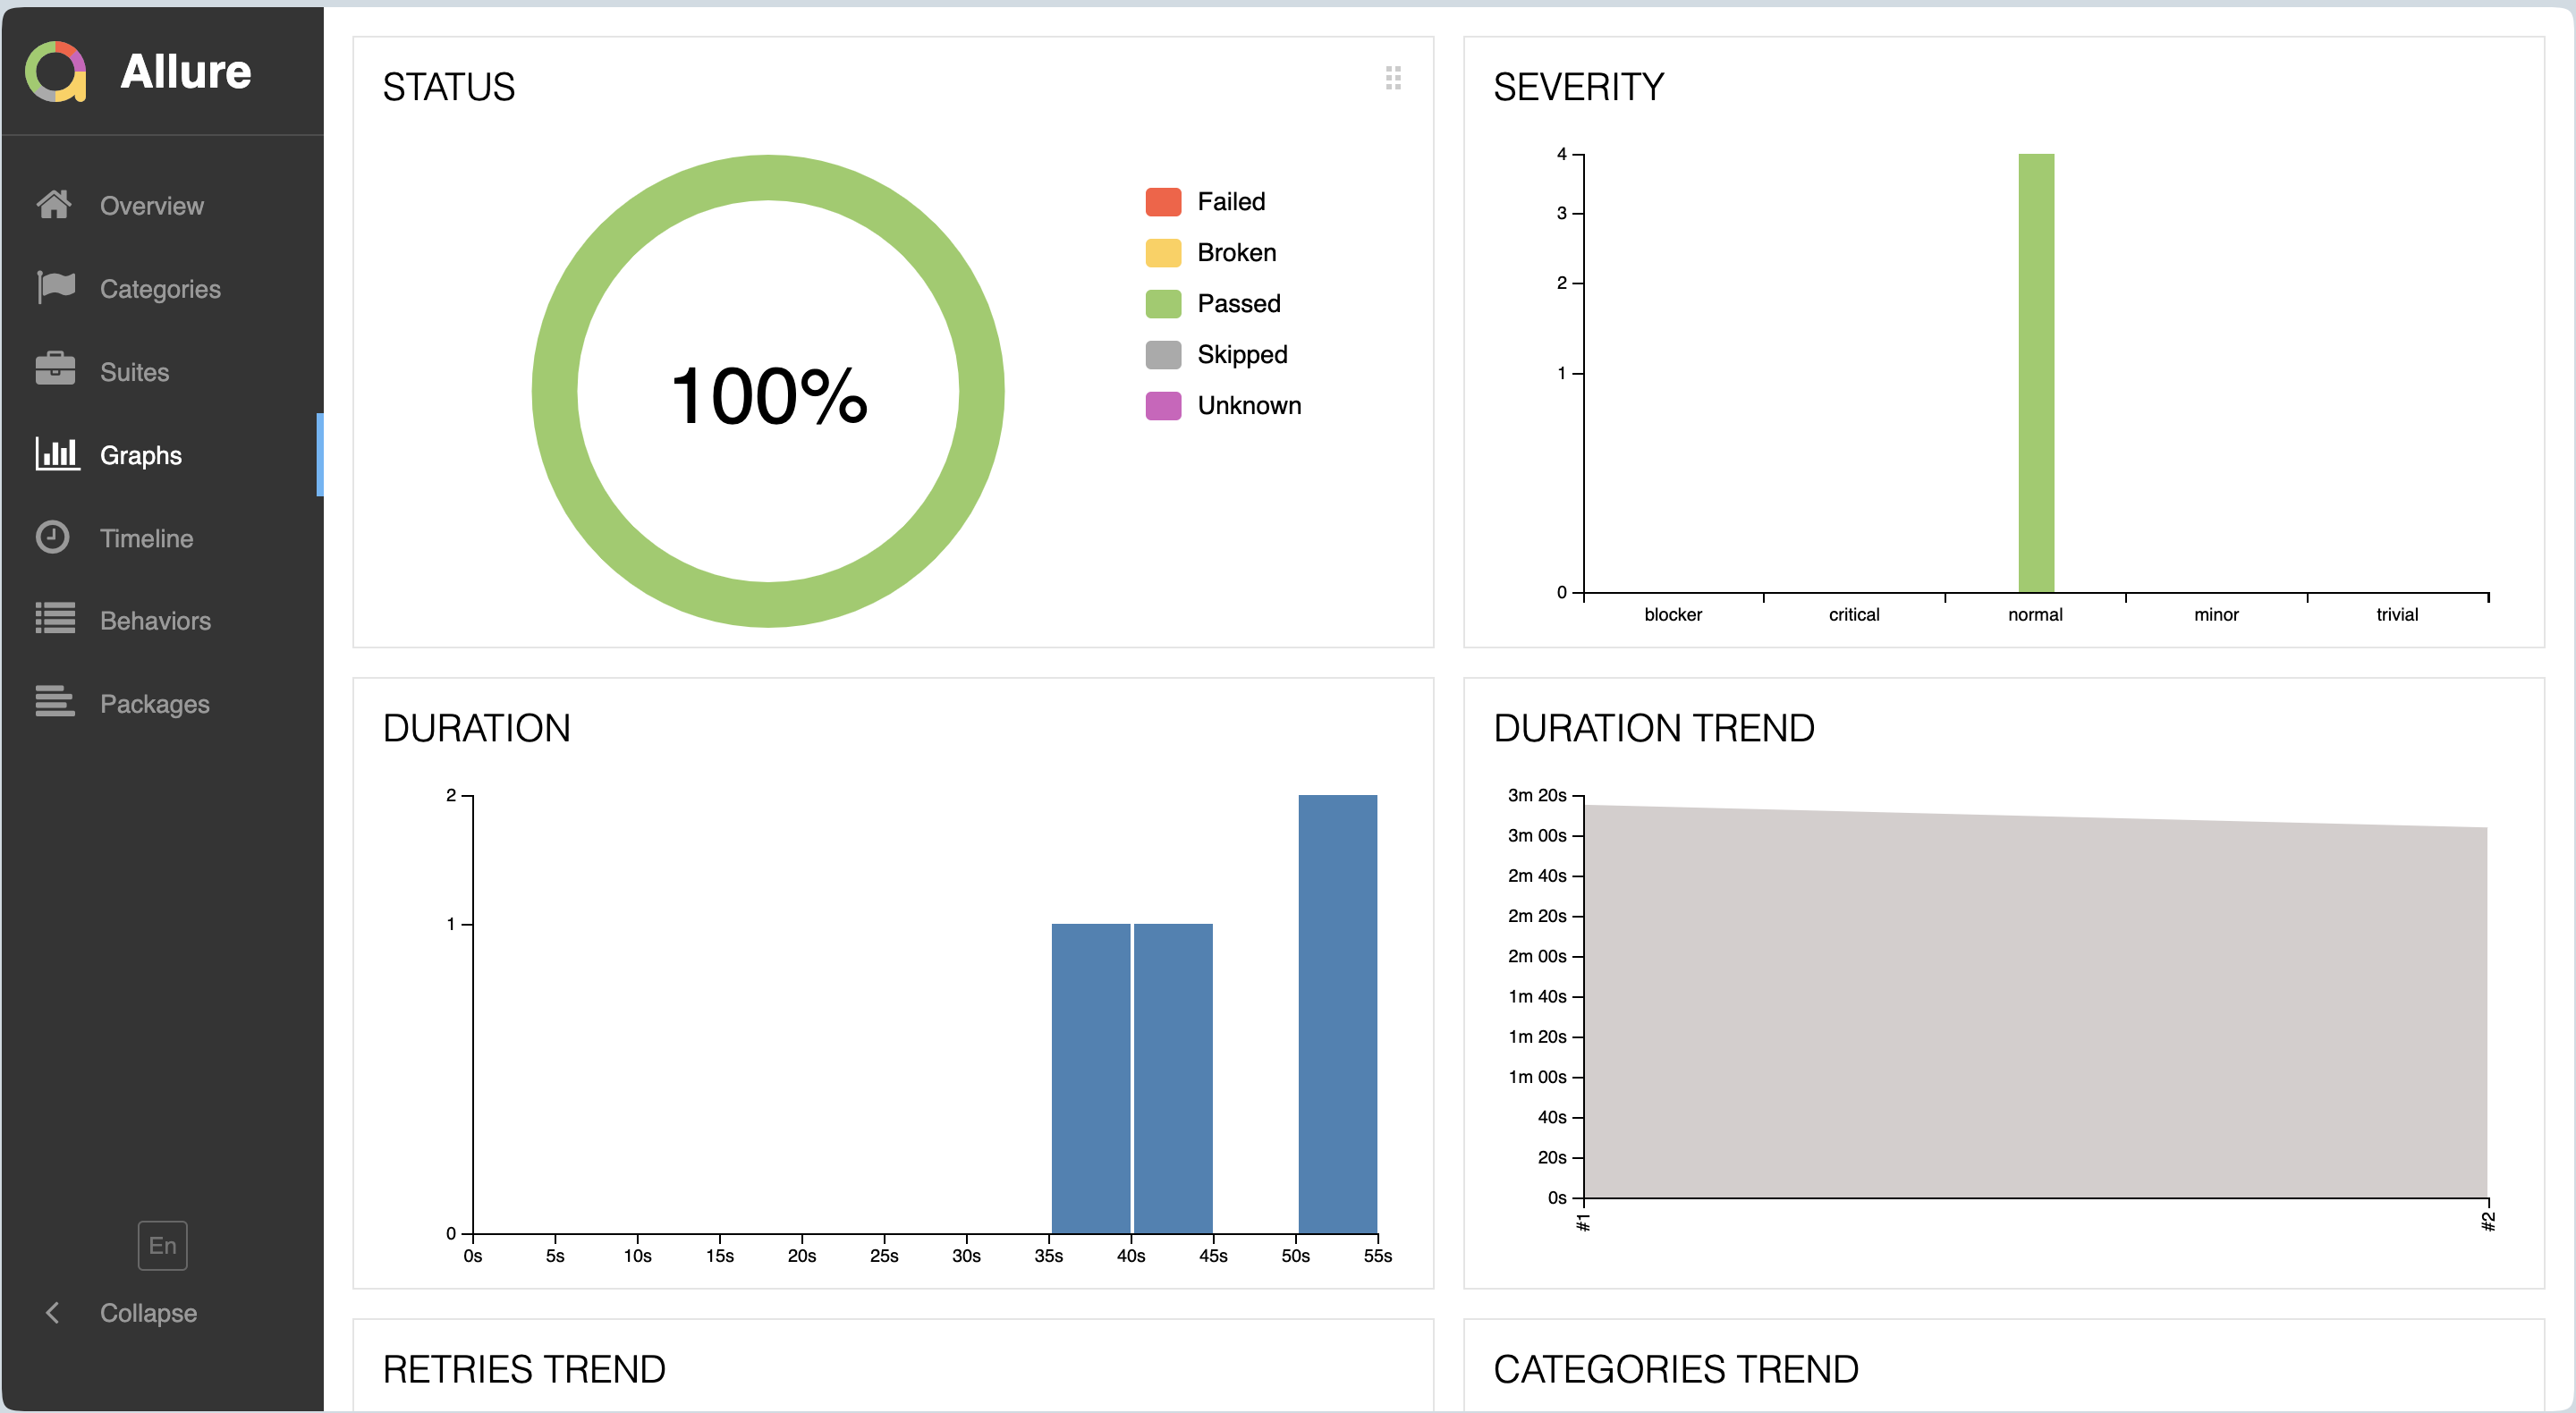 Allure
Overview
Categories
Suites
Graphs
Timeline
Behaviors
Packages
En
Collapse
STATUS
100%
Failed
Broken
Passed
Skipped
Unknown
SEVERITY
4
3
2
1
0
blocker critical normal minor trivial
DURATION
2
1
0
0s 5s 10s 15s 20s 25s 30s 35s 40s 45s 50s 55s
DURATION TREND
3m 20s
3m 00s
2m 40s
2m 20s
2m 00s
1m 40s
1m 20s
1m 00s
40s
20s
0s
#1 #2
RETRIES TREND
CATEGORIES TREND